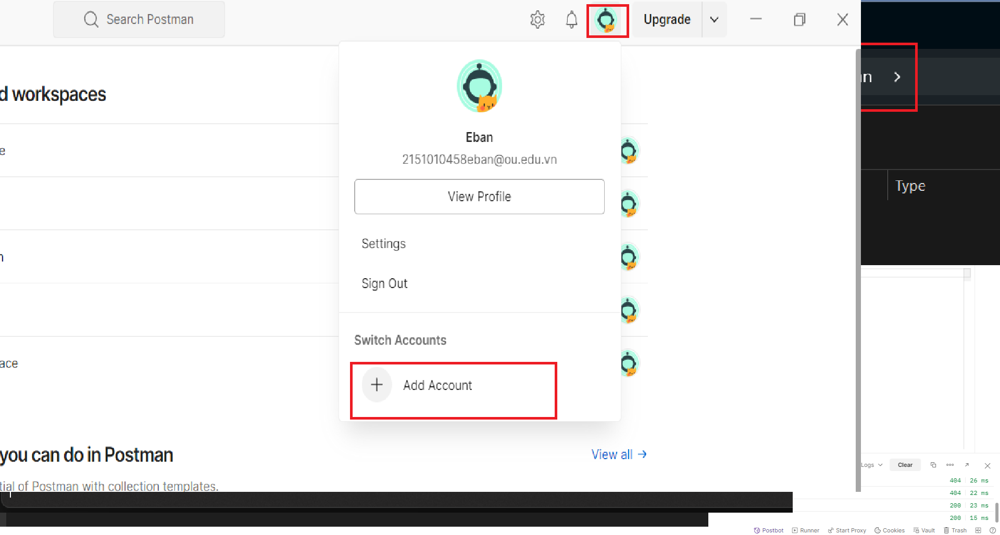 Search Postman
Upgrade
d workspaces
e
ace
Eban
2151010458eban@ou.edu.vn
View Profile
Settings
Sign Out
Switch Accounts
Add Account
you can do in Postman
View all →
tial of Postman with collection templates.
in
Type
Logs
Clear
404 26 ms
404 22 ms
200 23 ms
200 15 ms
Postbot Runner Start Proxy Cookies Vault Trash